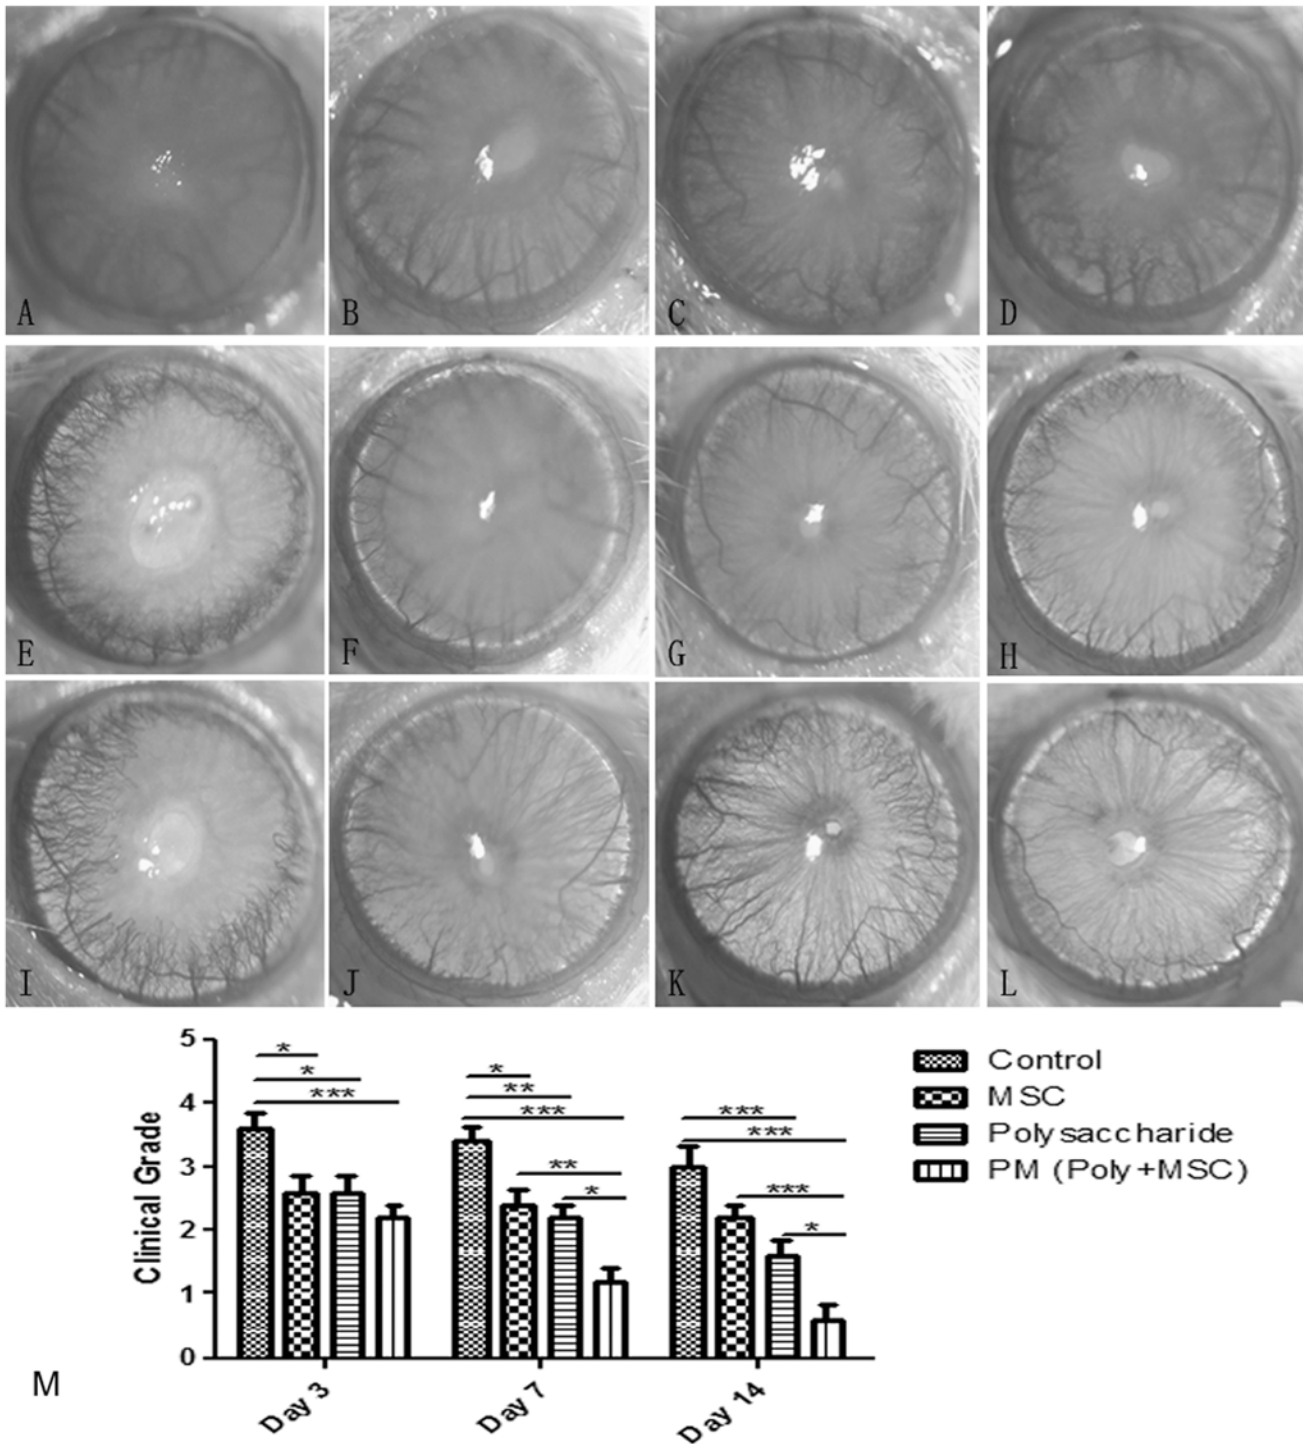 A B C D
E F G H
I J K L
5
* * ***
* ** ***
*** ***
4
3
2
1
0
** *
*** *
Clinical Grade
Day 3 Day 7 Day 14
Control
MSC
Polysaccharide
PM (Poly+MSC)
M